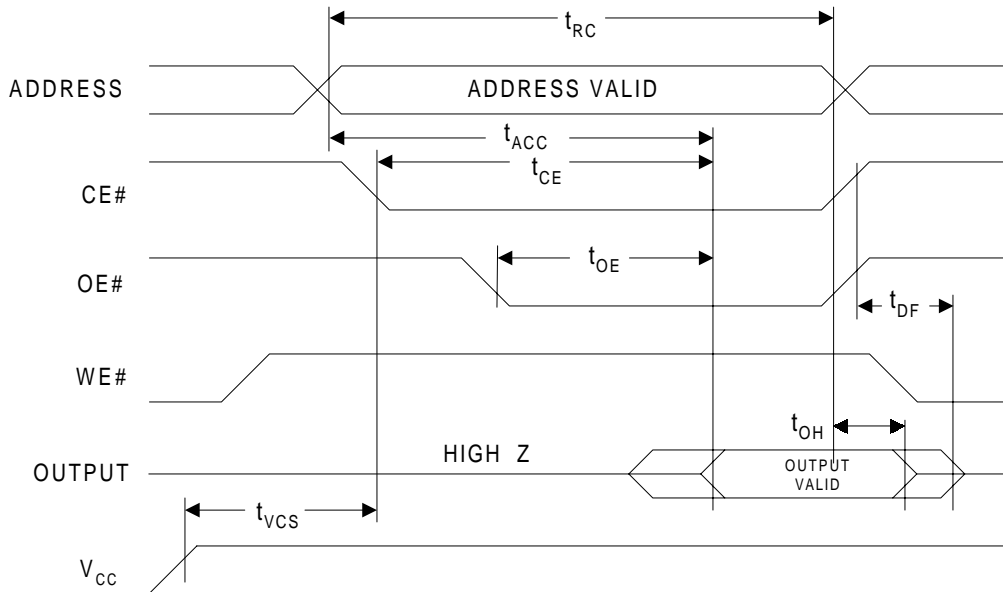 tRC
ADDRESS
ADDRESS VALID
tACC
tCE
CE#
tOE
OE#
tDF
WE#
tOH
HIGH Z
OUTPUT
OUTPUT
VALID
tVCS
VCC